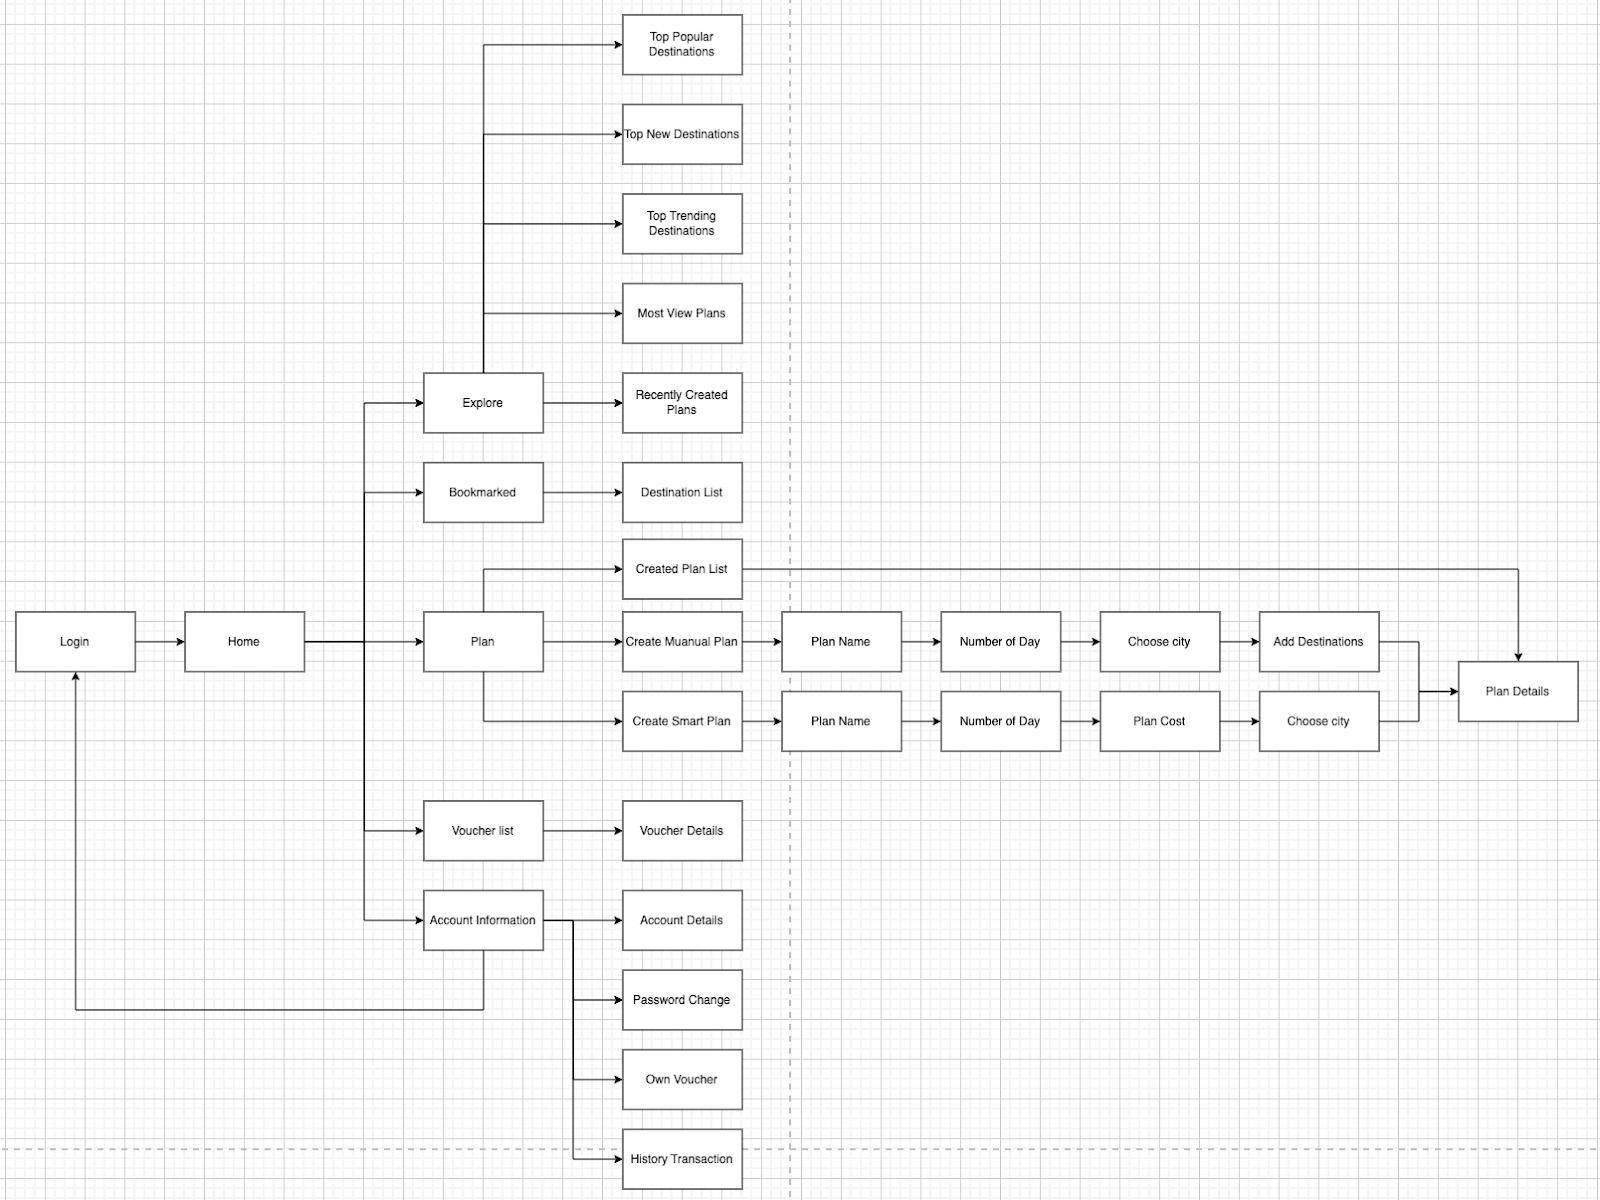 Top Popular
Destinations
Top New Destinations
Top Trending
Destinations
Most View Plans
Explore
Recently Created
Plans
Bookmarked
Destination List
Created Plan List
Login
Home
Plan
Create Muanual Plan
Plan Name
Number of Day
Choose city
Add Destinations
Plan Details
Create Smart Plan
Plan Name
Number of Day
Plan Cost
Choose city
Voucher list
Voucher Details
Account Information
Account Details
Password Change
Own Voucher
History Transaction